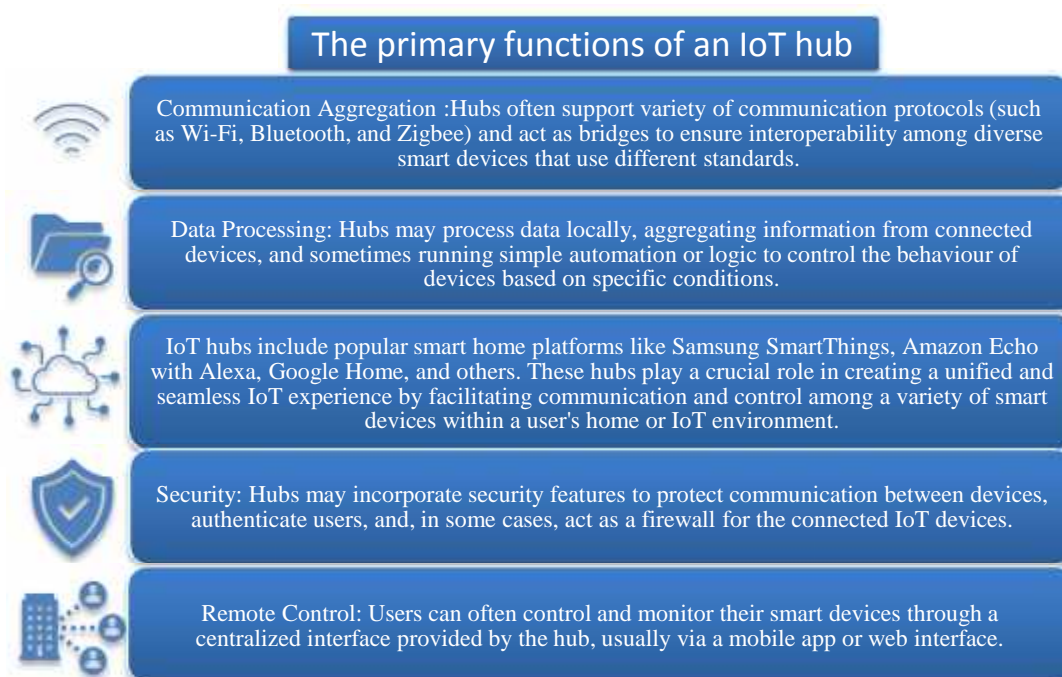 The primary functions of an IoT hub
Communication Aggregation :Hubs often support variety of communication protocols (such
as Wi-Fi, Bluetooth, and Zigbee) and act as bridges to ensure interoperability among diverse
smart devices that use different standards.
Data Processing: Hubs may process data locally, aggregating information from connected
devices, and sometimes running simple automation or logic to control the behaviour of
devices based on specific conditions.
IoT hubs include popular smart home platforms like Samsung SmartThings, Amazon Echo
with Alexa, Google Home, and others. These hubs play a crucial role in creating a unified and
seamless IoT experience by facilitating communication and control among a variety of smart
devices within a user's home or IoT environment.
Security: Hubs may incorporate security features to protect communication between devices,
authenticate users, and, in some cases, act as a firewall for the connected IoT devices.
Remote Control: Users can often control and monitor their smart devices through a
centralized interface provided by the hub, usually via a mobile app or web interface.